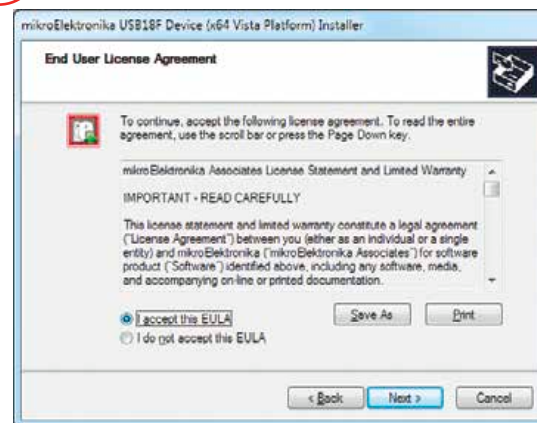 mikroElektronika USB18F Device (x64 Vista Platform) Installer
End User License Agreement
To continue, accept the following license agreement. To read the entire
agreement, use the scroll bar or press the Page Down key.
mikroElektronika Associates License Statement and Limited Warranty
IMPORTANT - READ CAREFULLY
This license statement and limited warranty constitute a legal agreement
("License Agreement") between you (either as an individual or a single
entity) and mikroElektronika ("mikroElektronika Associates") for software
product ("Software") identified above, including any software, media,
and accompanying on-line or printed documentation.
I accept this EULA
Save As
Print
I do not accept this EULA
< Back
Next >
Cancel